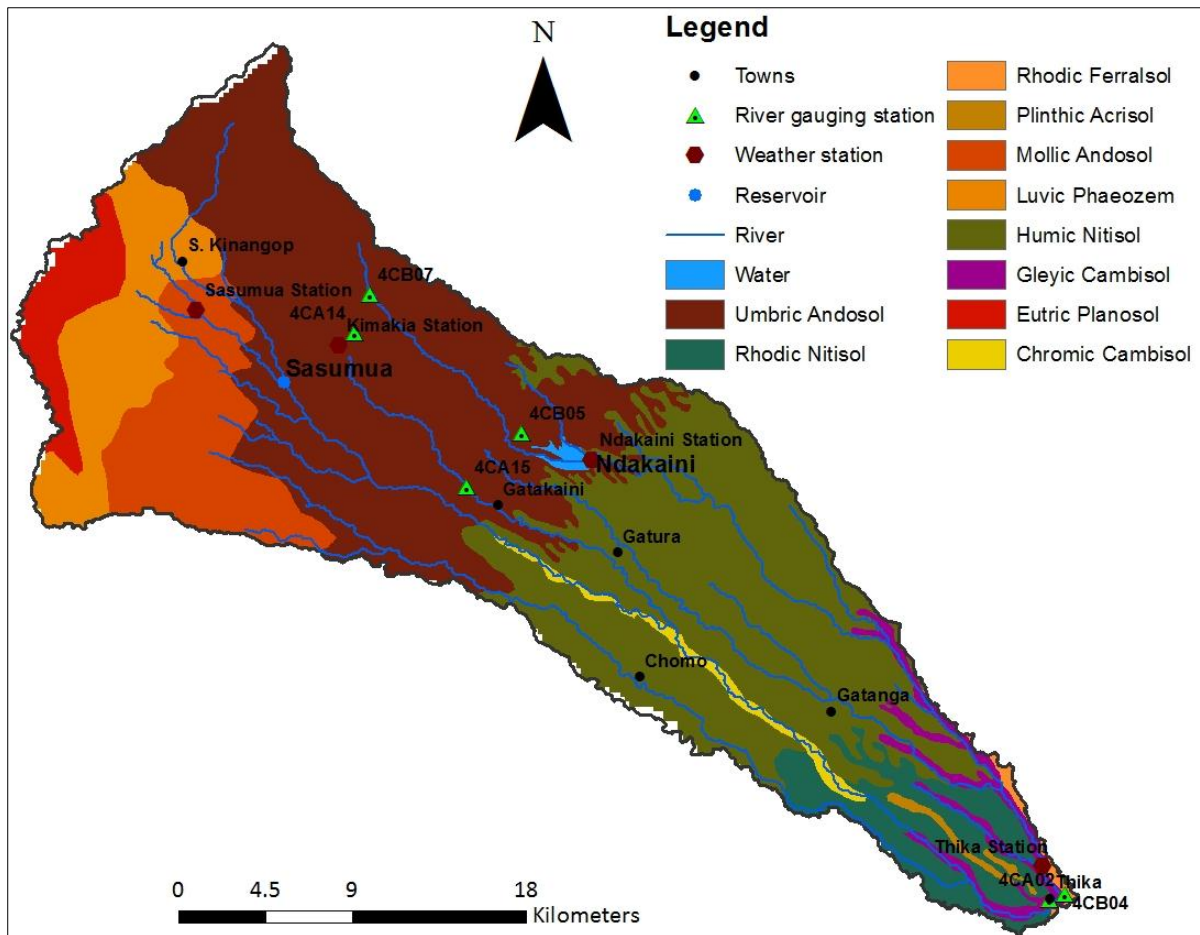 N
Legend
Towns
River gauging station
Weather station
Reservoir
River
Water
Umbric Andosol
Rhodic Nitisol
Rhodic Ferralsol
Plinthic Acrisol
Mollic Andosol
Luvic Phaeozem
Humic Nitisol
Gleyic Cambisol
Eutric Planosol
Chromic Cambisol
S. Kinangop
4CB07
Sasumua Station
4CA14
Kimakia Station
Sasumua
4CB05
Ndakaini Station
Ndakaini
4CA15
Gatakaini
Gatura
Chomo
Gatanga
Thika Station
4CA02
Thika
4CB04
0 4.5 9 18
Kilometers